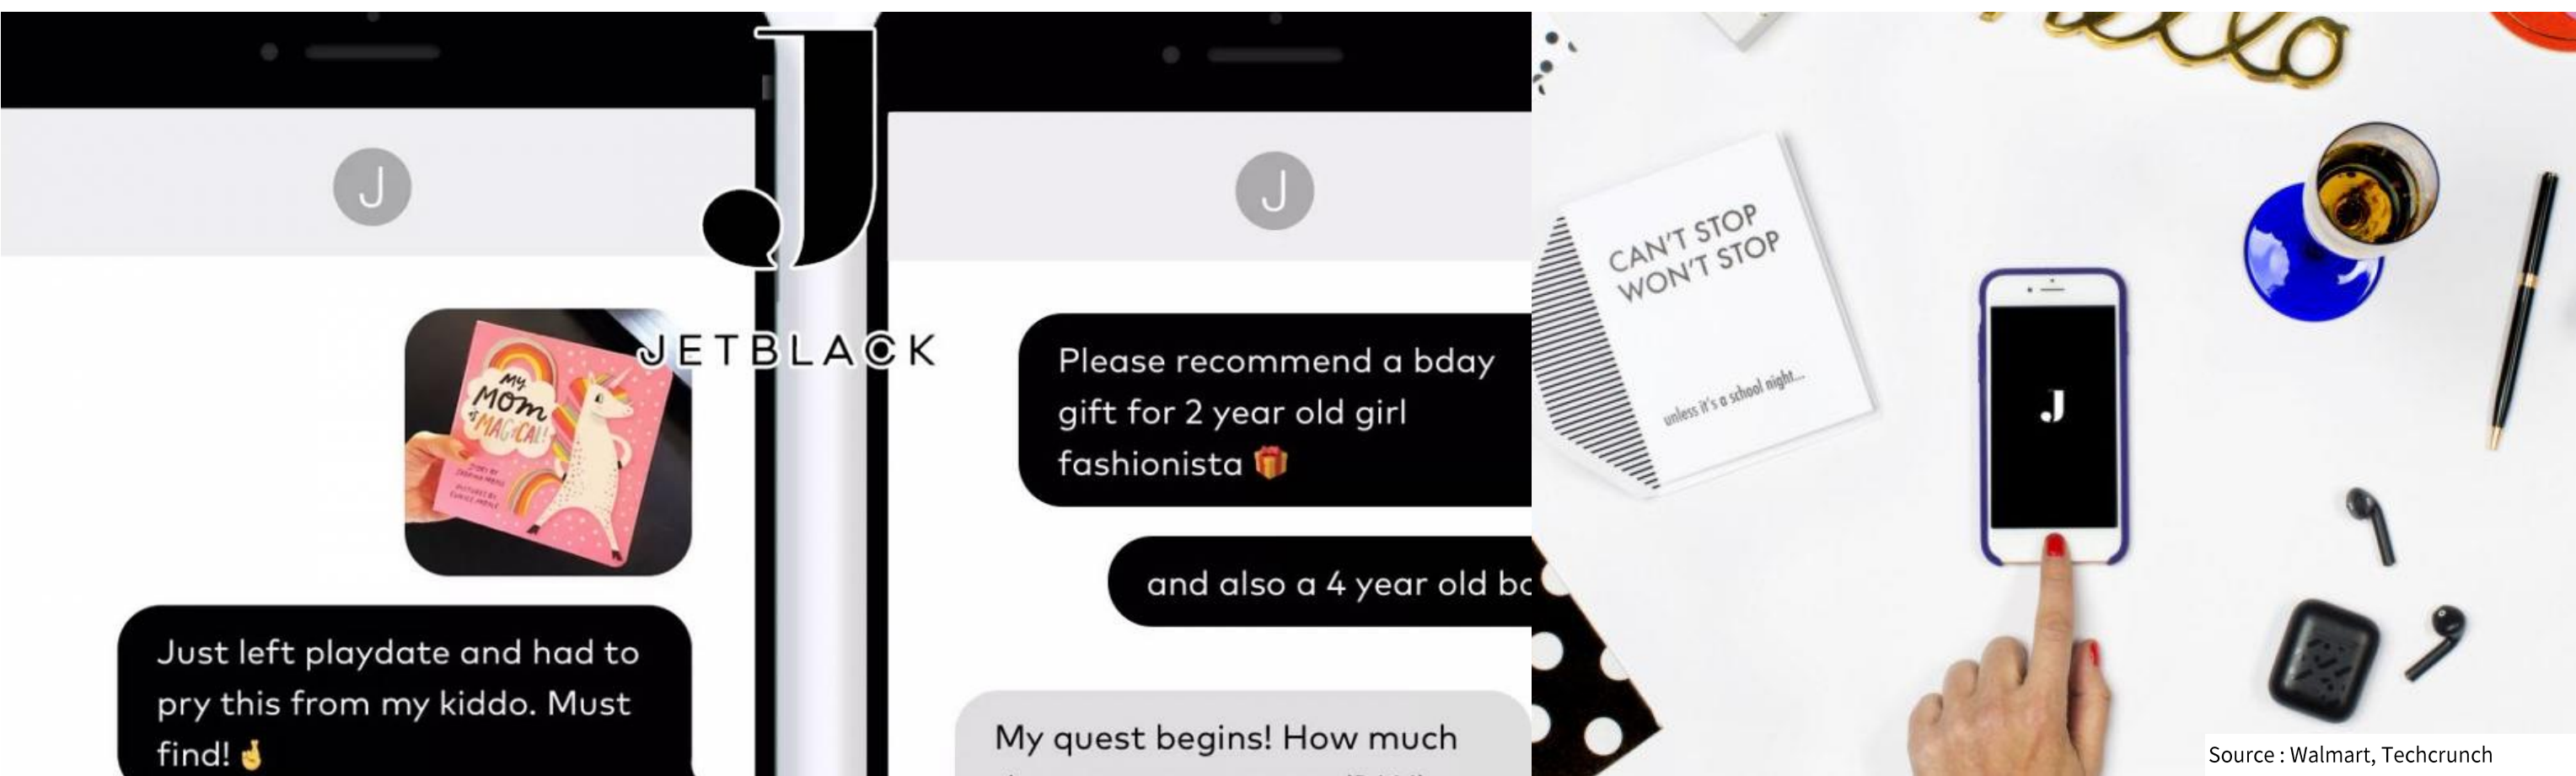 J
MY
MOM
is
MAGICAL!
Just left playdate and had to
pry this from my kiddo. Must
find! 🤞
J
JETBLACK
J
Please recommend a bday
gift for 2 year old girl
fashionista 🎁
and also a 4 year old
My quest begins! How much
hello
CAN'T STOP
WON'T STOP
unless it's a school night...
J
Source : Walmart, Techcrunch